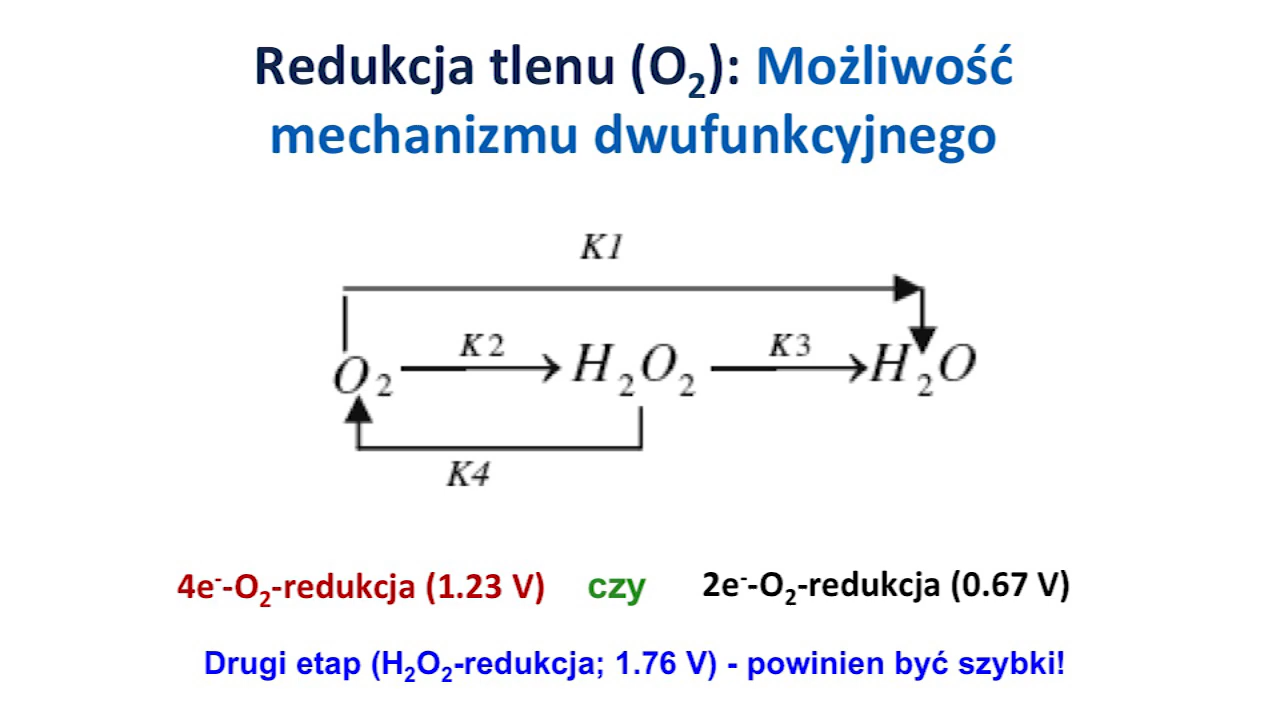 Redukcja tlenu (O₂): Możliwość
mechanizmu dwufunkcyjnego
K1
O₂ K2 H₂O₂ K3 H₂O
K4
4e⁻-O₂-redukcja (1.23 V) czy 2e⁻-O₂-redukcja (0.67 V)
Drugi etap (H₂O₂-redukcja; 1.76 V) - powinien być szybki!